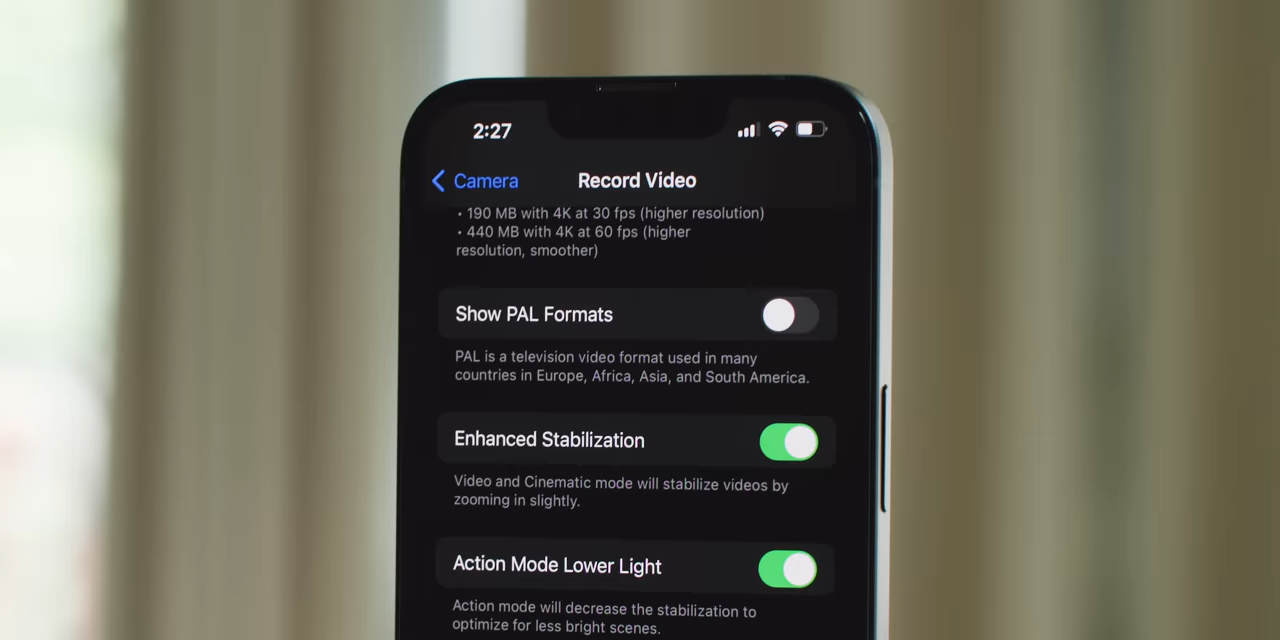 2:27
Camera
Record Video
• 190 MB with 4K at 30 fps (higher resolution)
• 440 MB with 4K at 60 fps (higher
resolution, smoother)
Show PAL Formats
PAL is a television video format used in many
countries in Europe, Africa, Asia, and South America.
Enhanced Stabilization
Video and Cinematic mode will stabilize videos by
zooming in slightly.
Action Mode Lower Light
Action mode will decrease the stabilization to
optimize for less bright scenes.